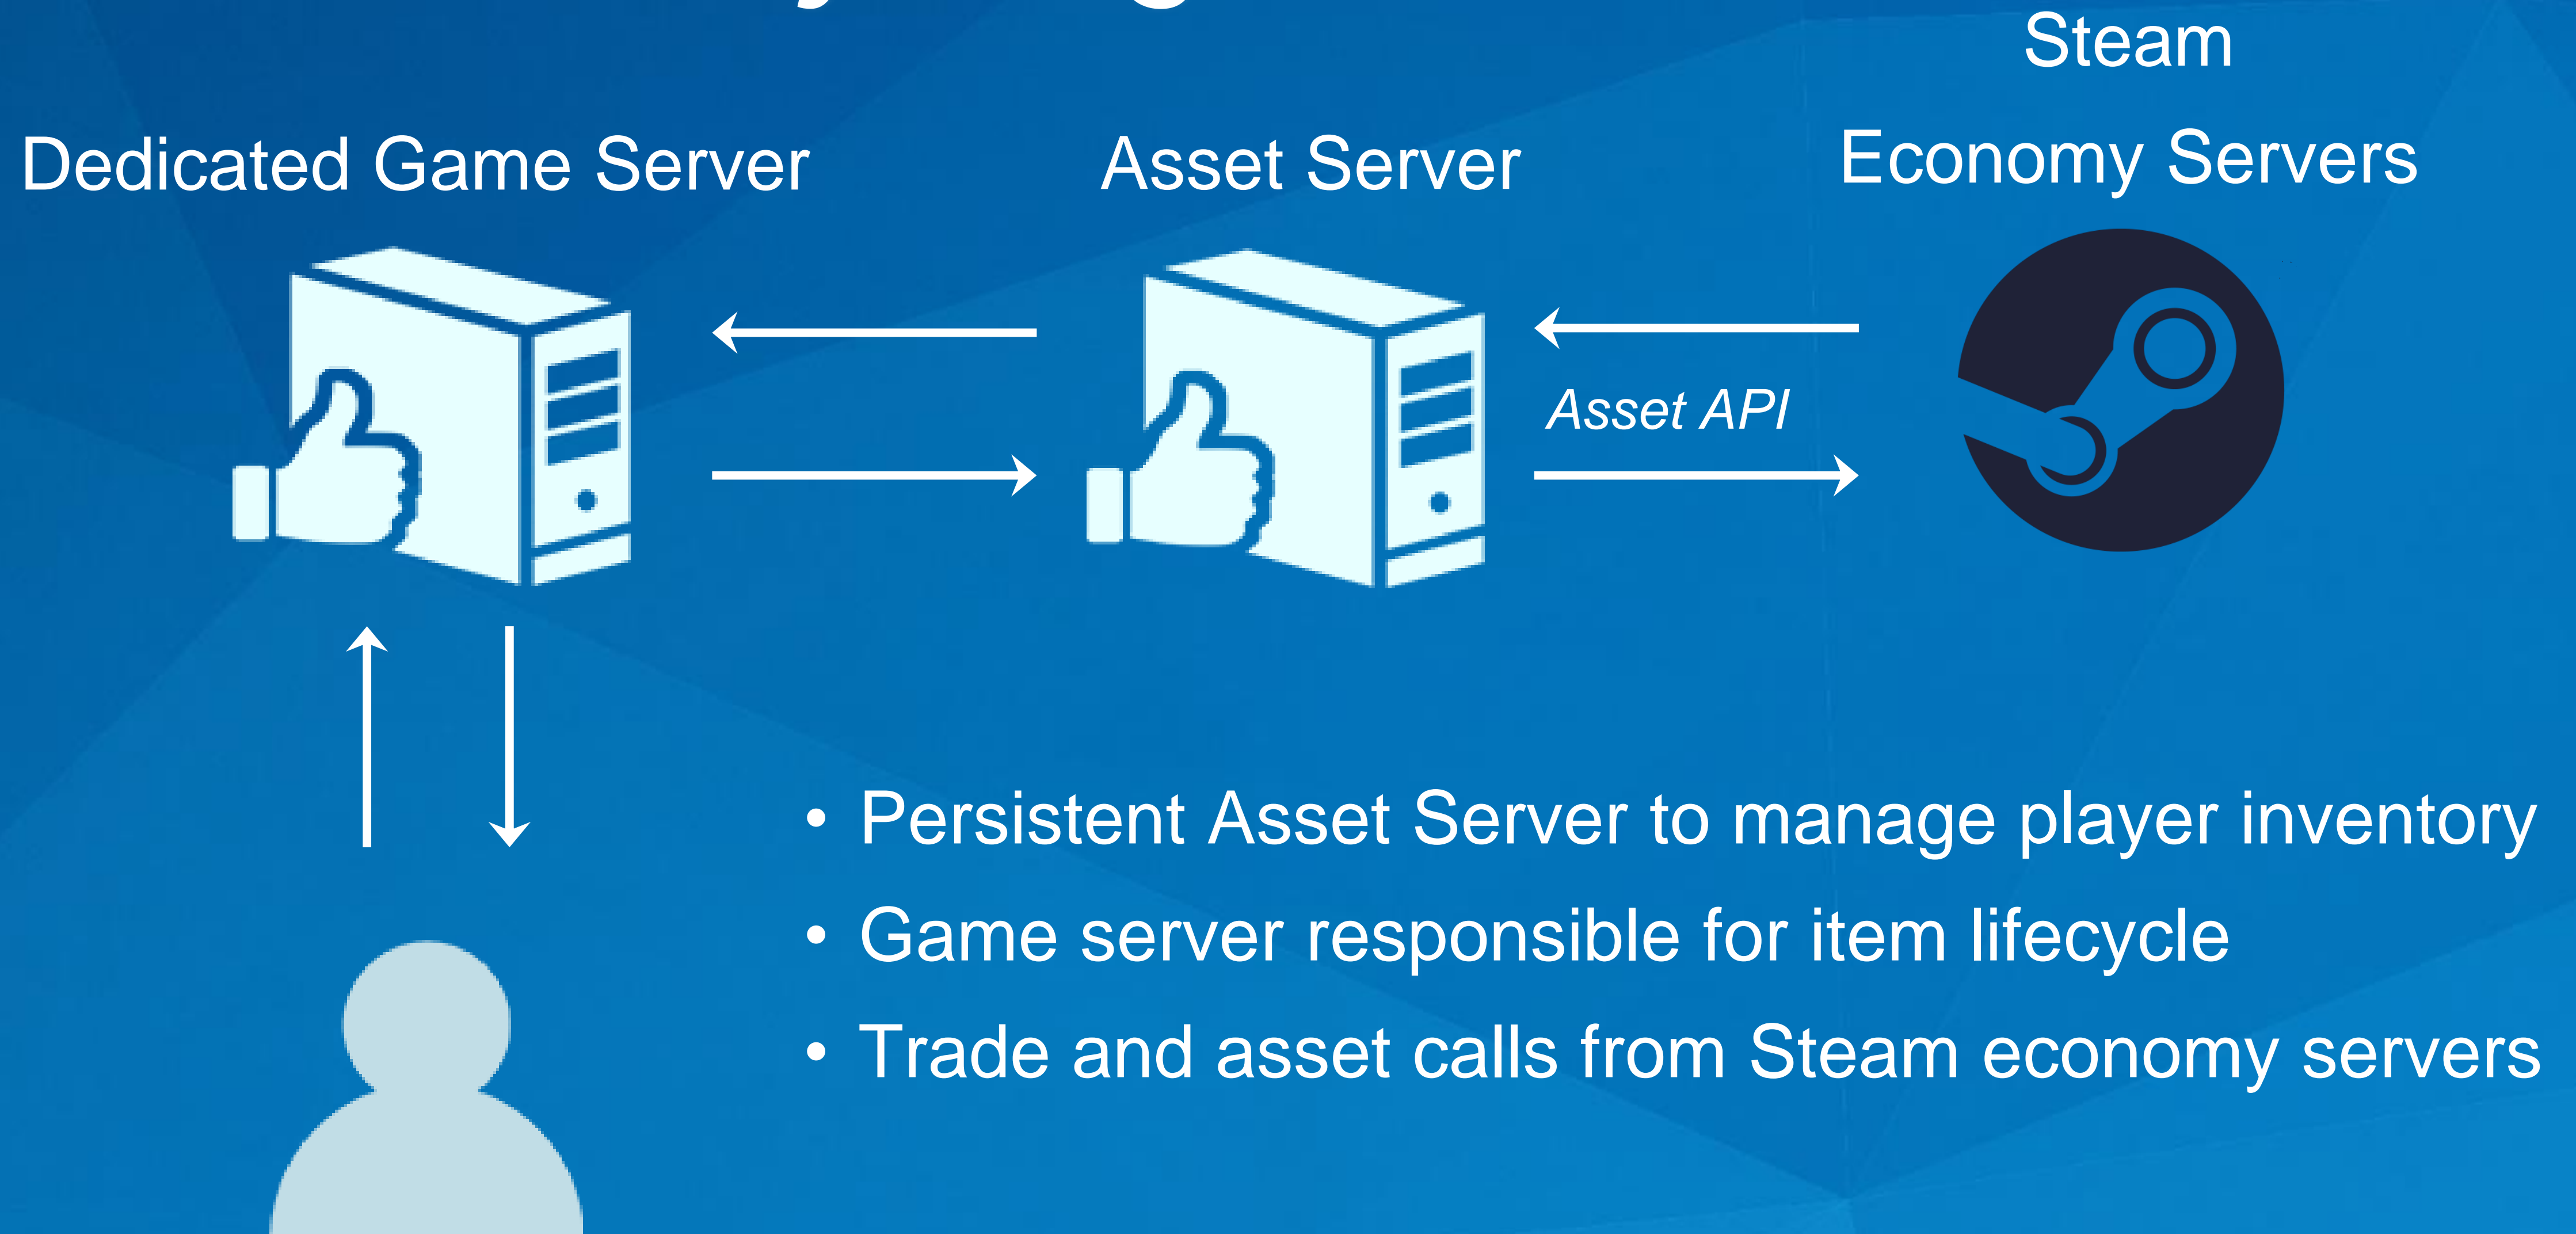 Steam
Dedicated Game Server
Asset Server
Economy Servers
Asset API
• Persistent Asset Server to manage player inventory
• Game server responsible for item lifecycle
• Trade and asset calls from Steam economy servers